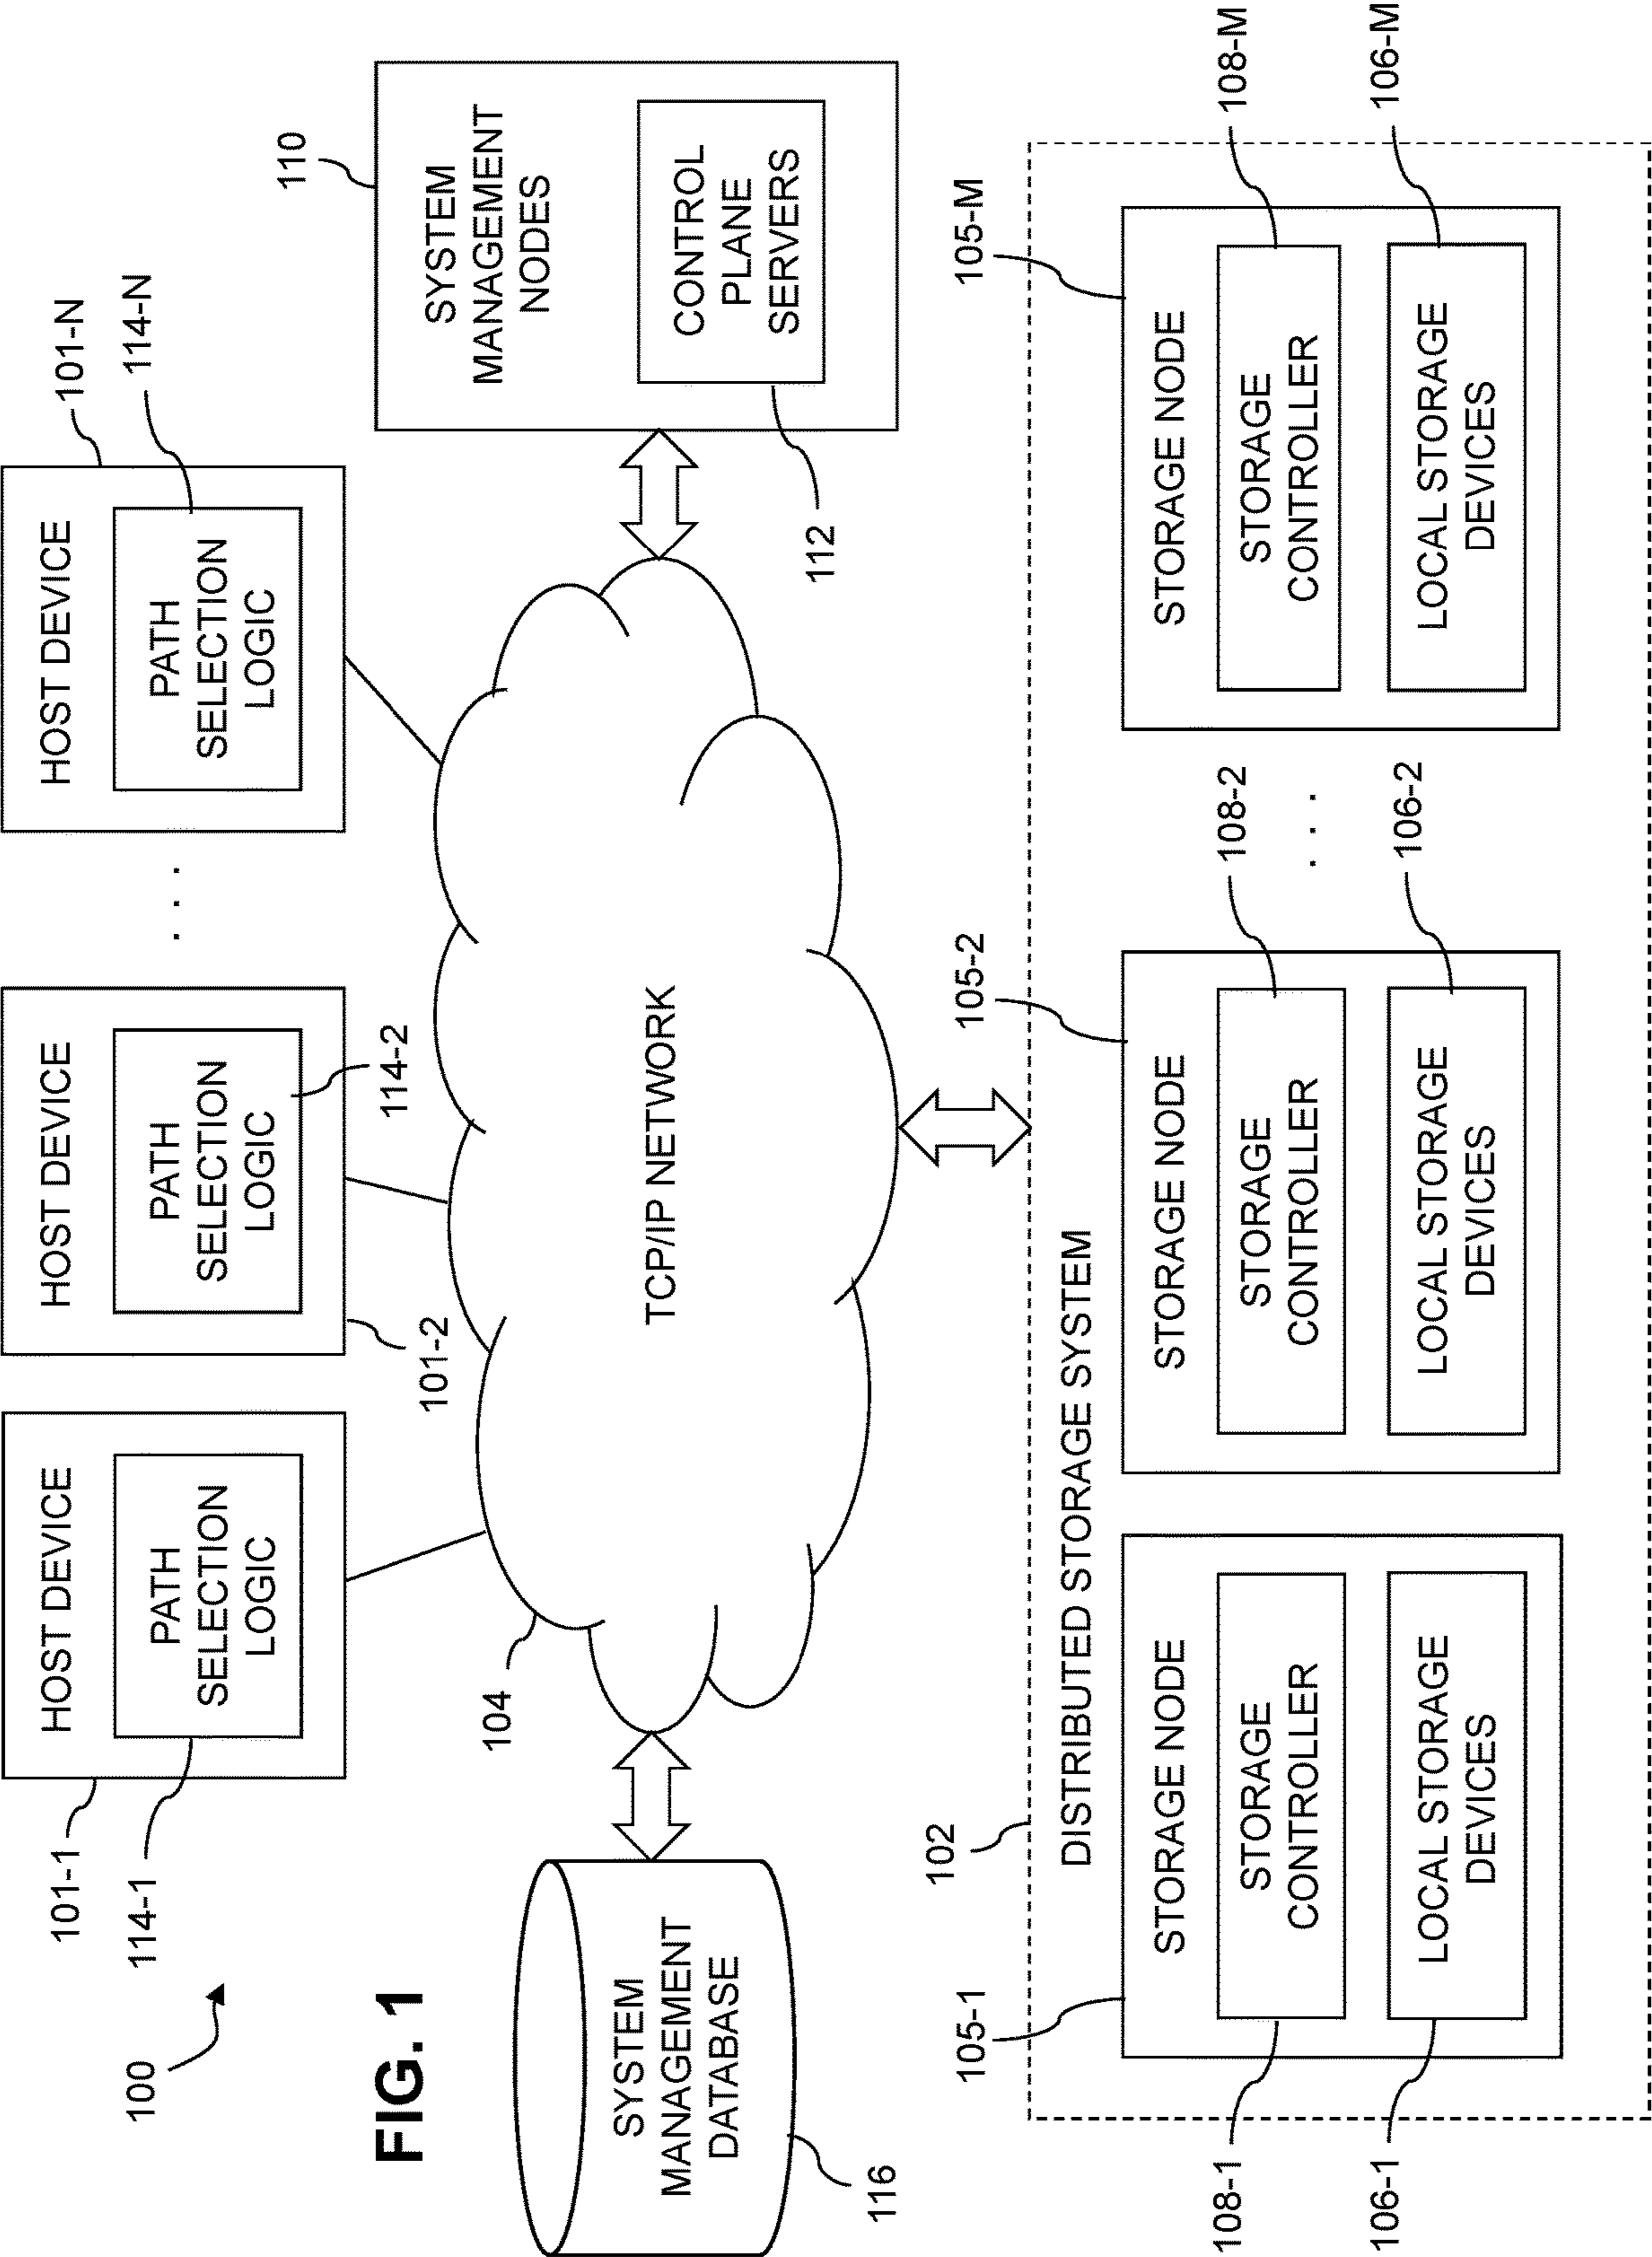 100
101-1
HOST DEVICE
PATH
SELECTION
LOGIC
114-1
HOST DEVICE
PATH
SELECTION
LOGIC
114-2
101-2
. . .
HOST DEVICE
PATH
SELECTION
LOGIC
101-N
114-N
FIG. 1
SYSTEM
MANAGEMENT
DATABASE
116
104
TCP/IP NETWORK
110
SYSTEM
MANAGEMENT
NODES
CONTROL
PLANE
SERVERS
112
102
DISTRIBUTED STORAGE SYSTEM
105-1
STORAGE NODE
STORAGE
CONTROLLER
LOCAL STORAGE
DEVICES
108-1
106-1
105-2
STORAGE NODE
STORAGE
CONTROLLER
LOCAL STORAGE
DEVICES
108-2
. . .
106-2
105-M
STORAGE NODE
STORAGE
CONTROLLER
LOCAL STORAGE
DEVICES
108-M
106-M